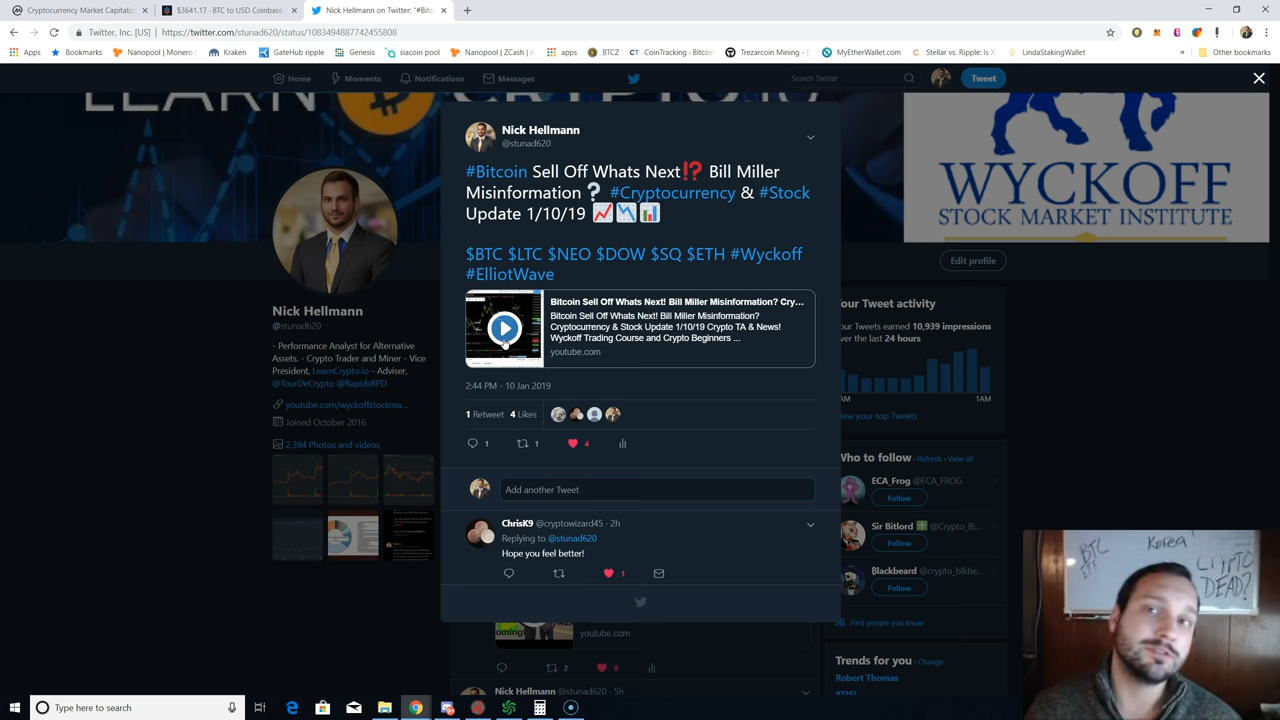 Cryptocurrency Market Capitaliz
$3641.17 - BTC to USD Coinbase
Nick Hellmann on Twitter: "#Bitc
Twitter, Inc. [US] | https://twitter.com/stunad620/status/1083494887742455808
Apps
Bookmarks
Nanopool | Monero
Kraken
GateHub ripple
Genesis
siacoin pool
Nanopool | ZCash | A
apps
BTCZ
CoinTracking · Bitcoi
Trezarcoin Mining - D
MyEtherWallet.com
Stellar vs. Ripple: Is X
LindaStakingWallet
»
Other bookmarks
Home
Moments
Notifications
Messages
Search Twitter
Tweet
WYCKOFF
STOCK MARKET INSTITUTE
Edit profile
Nick Hellmann
@stunad620
- Performance Analyst for Alternative
Assets. - Crypto Trader and Miner - Vice
President, LearnCrypto.io - Adviser,
@TourDeCrypto @RapidsRPD
youtube.com/wyckoffstockma...
Joined October 2016
2,394 Photos and videos
Nick Hellmann
@stunad620
#Bitcoin Sell Off Whats Next⁉️ Bill Miller
Misinformation❔ #Cryptocurrency & #Stock
Update 1/10/19 📈📉📊
$BTC $LTC $NEO $DOW $SQ $ETH #Wyckoff
#ElliotWave
Bitcoin Sell Off Whats Next! Bill Miller Misinformation? Cry...
Bitcoin Sell Off Whats Next! Bill Miller Misinformation?
Cryptocurrency & Stock Update 1/10/19 Crypto TA & News!
Wyckoff Trading Course and Crypto Beginners ...
youtube.com
2:44 PM - 10 Jan 2019
1 Retweet 4 Likes
1 1 4
Add another Tweet
ChrisK9 @cryptowizard45 · 2h
Replying to @stunad620
Hope you feel better!
1
youtube.com
2 8
Nick Hellmann @stunad620 · 5h
our Tweet activity
our Tweets earned 10,939 impressions
ver the last 24 hours
AM 1AM
iew your top Tweets
Who to follow · Refresh · View all
ECA_Frog @ECA_FROG
Follow
Sir Bitlord @Crypto_Bi...
Follow
₿lackbeard @crypto_blkbe...
Follow
Find people you know
Trends for you · Change
Robert Thomas
BTC
Korea!
CRYPTO
DEAD?
Type here to search